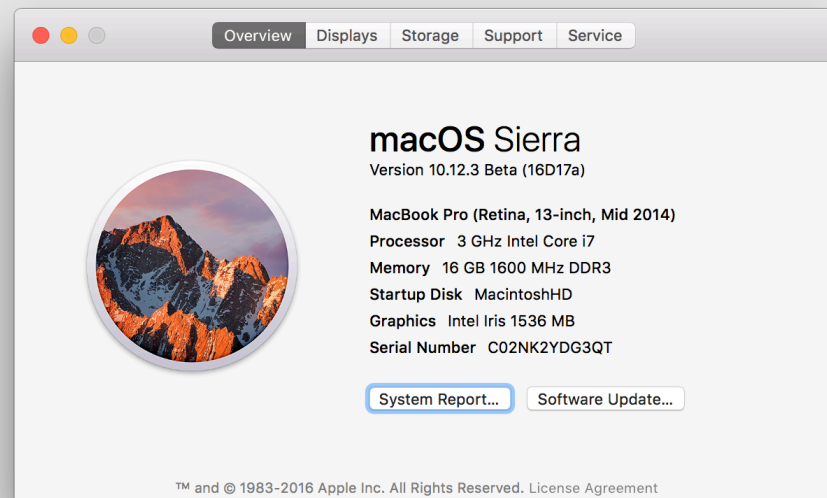 Overview Displays Storage Support Service
macOS Sierra
Version 10.12.3 Beta (16D17a)
MacBook Pro (Retina, 13-inch, Mid 2014)
Processor 3 GHz Intel Core i7
Memory 16 GB 1600 MHz DDR3
Startup Disk MacintoshHD
Graphics Intel Iris 1536 MB
Serial Number C02NK2YDG3QT
System Report... Software Update...
™ and © 1983-2016 Apple Inc. All Rights Reserved. License Agreement